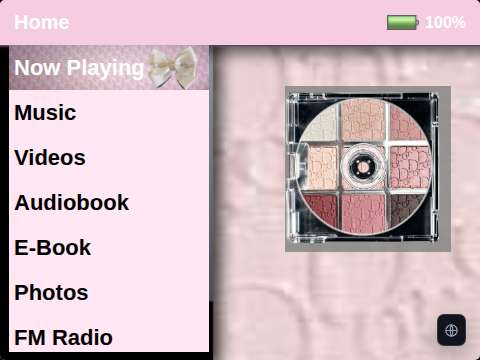 Home
100%
Now Playing
Music
Videos
Audiobook
E-Book
Photos
FM Radio